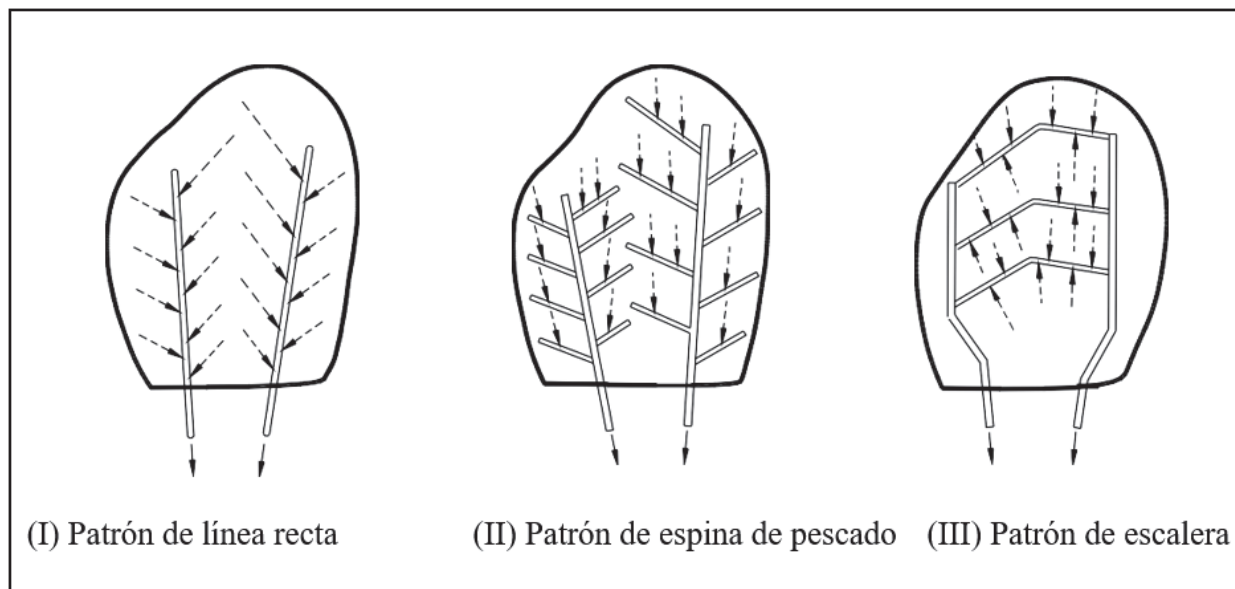 (I) Patrón de línea recta (II) Patrón de espina de pescado (III) Patrón de escalera